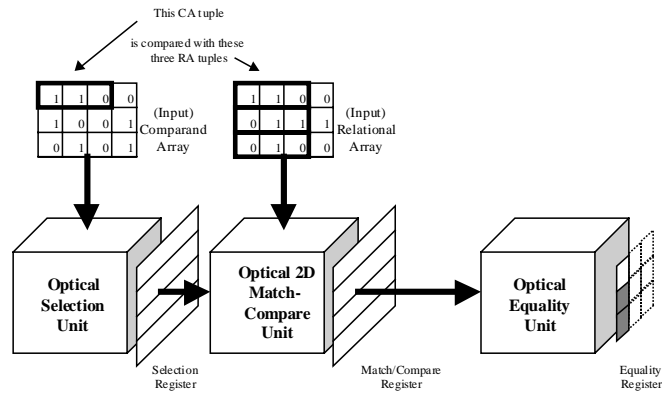 This CA tuple
is compared with these
three RA tuples
1 1 0 0
1 0 0 1
0 1 0 1
(Input)
Comparand
Array
1 1 0 0
0 1 1 1
0 1 0 0
(Input)
Relational
Array
Optical
Selection
Unit
Optical 2D
Match-
Compare
Unit
Optical
Equality
Unit
Selection
Register
Match/Compare
Register
Equality
Register